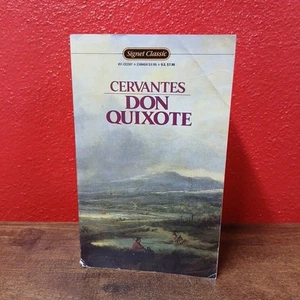 Signet Classic
CERVANTES
DON
QUIXOTE